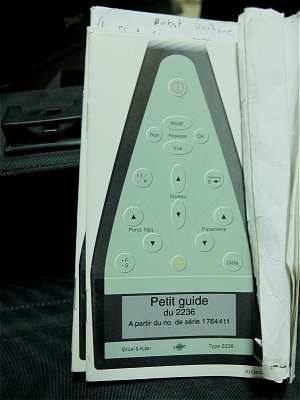 Robot
Modif.
Non
Réglages
OK
Vue
Niveau
Pond. fréq.
Paramètre
F
S
Data
Petit guide
du 2236
A partir du no. de série 1764411
Brüel & Kjær
Type 2236